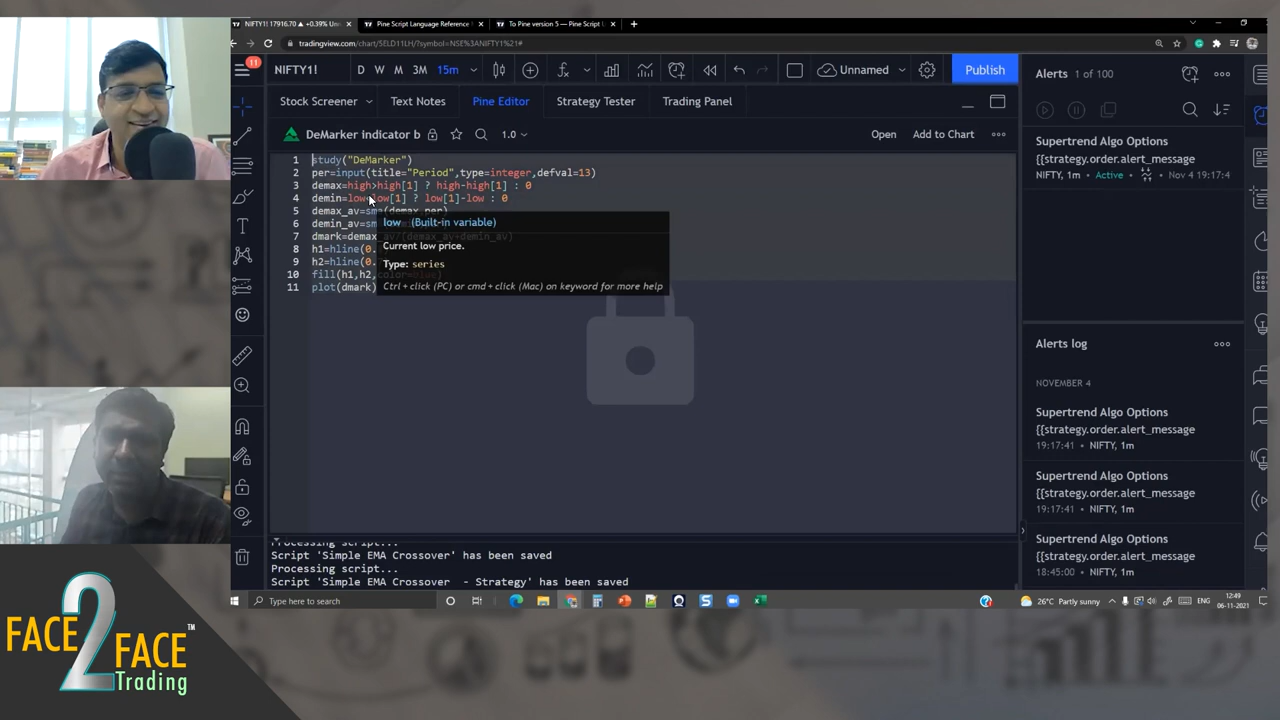 NIFTY1! 17916.70 ▲ +0.39% Un
Pine Script Language Reference
To Pine version 5 — Pine Script
tradingview.com/chart/SELD11LH/?symbol=NSE%3ANIFTY1!#
11
NIFTY1!
D W M 3M 15m
Unnamed
Publish
Alerts 1 of 100
Stock Screener
Text Notes
Pine Editor
Strategy Tester
Trading Panel
DeMarker Indicator b
1.0
Open
Add to Chart
1 study("DeMarker")
2 per=input(title="Period",type=integer,defval=13)
3 demax=high>high[1] ? high-high[1] : 0
4 demin=low<low[1] ? low[1]-low : 0
5 demax_av=sma(demax,per)
6 demin_av=sm
7 dmark=demax_av/(demax_av+demin_av)
8 h1=hline(0.
9 h2=hline(0.
10 fill(h1,h2,color=blue)
11 plot(dmark)
low (Built-in variable)
Current low price.
Type: series
Ctrl + click (PC) or cmd + click (Mac) on keyword for more help
Processing script...
Script 'Simple EMA Crossover' has been saved
Processing script...
Script 'Simple EMA Crossover - Strategy' has been saved
Supertrend Algo Options
{{strategy.order.alert_message
NIFTY, 1m • Active • Nov 4 19:17:4
Alerts log
NOVEMBER 4
Supertrend Algo Options
{{strategy.order.alert_message
19:17:41 • NIFTY, 1m
Supertrend Algo Options
{{strategy.order.alert_message
19:17:41 • NIFTY, 1m
Supertrend Algo Options
{{strategy.order.alert_message
18:45:00 • NIFTY, 1m
Type here to search
26°C Partly sunny
ENG
12:49
06-11-2021
FACE
2
FACE
™
Trading